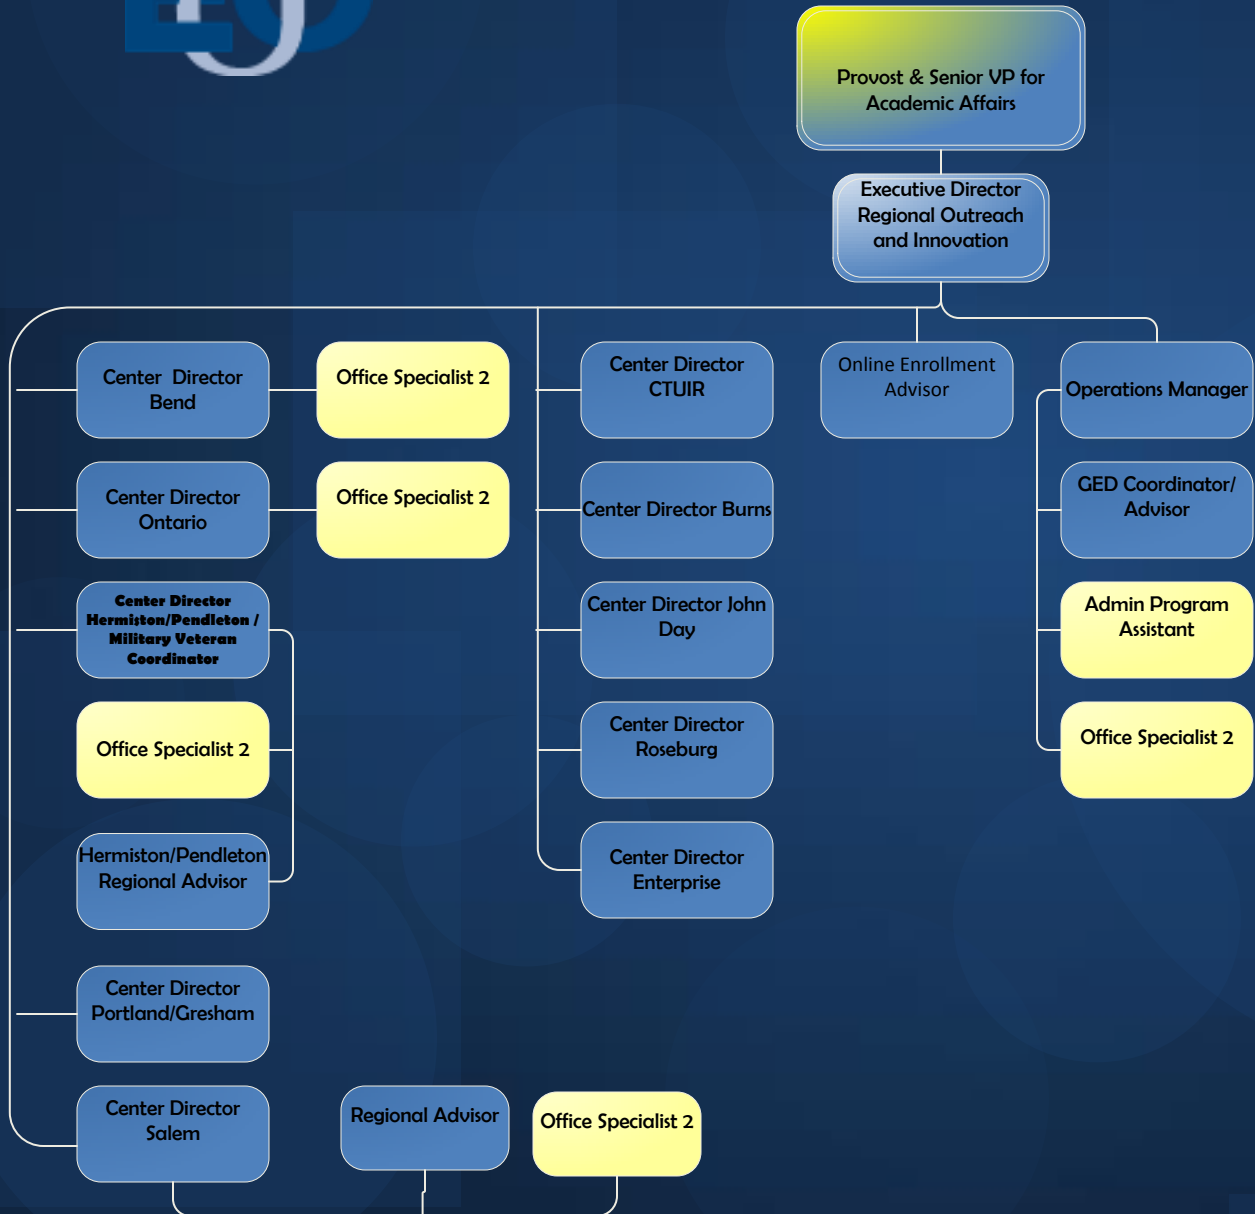 EOU
Provost & Senior VP for
Academic Affairs
Executive Director
Regional Outreach
and Innovation
Center Director
Bend
Office Specialist 2
Center Director
CTUIR
Online Enrollment
Advisor
Operations Manager
Center Director
Ontario
Office Specialist 2
Center Director Burns
GED Coordinator/
Advisor
Center Director
Hermiston/Pendleton /
Military Veteran
Coordinator
Center Director John
Day
Admin Program
Assistant
Office Specialist 2
Center Director
Roseburg
Office Specialist 2
Hermiston/Pendleton
Regional Advisor
Center Director
Enterprise
Center Director
Portland/Gresham
Center Director
Salem
Regional Advisor
Office Specialist 2